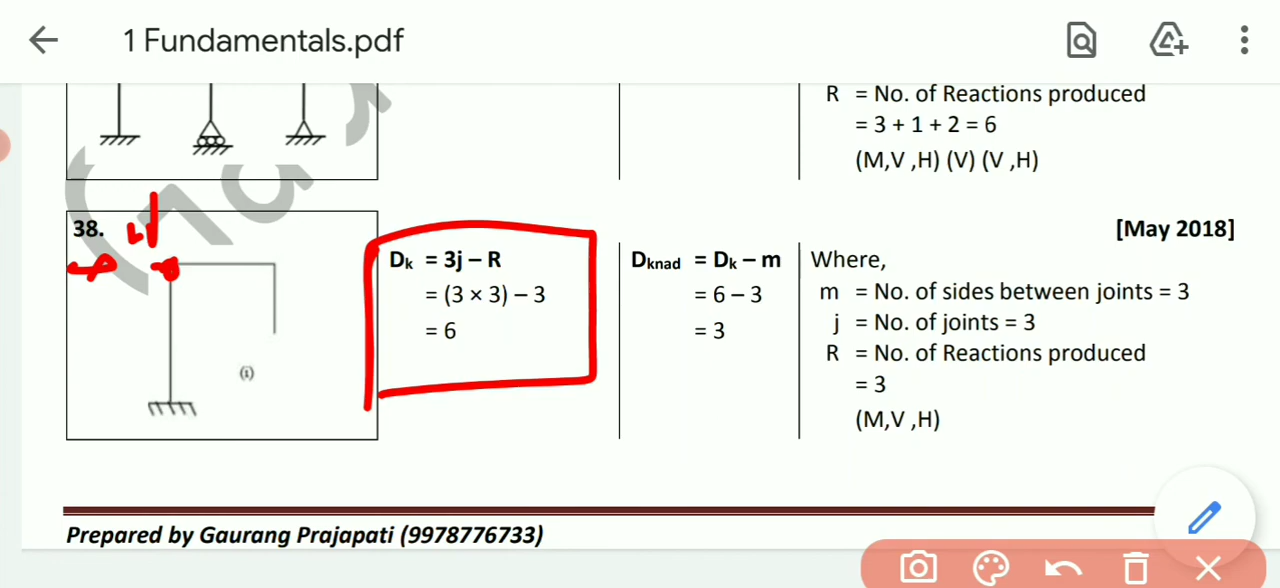 1 Fundamentals.pdf
R = No. of Reactions produced
= 3 + 1 + 2 = 6
(M,V ,H) (V) (V ,H)
38.
[May 2018]
Dk = 3j – R
= (3 × 3) – 3
= 6
Dknad = Dk – m
= 6 – 3
= 3
Where,
m = No. of sides between joints = 3
j = No. of joints = 3
R = No. of Reactions produced
= 3
(M,V ,H)
(i)
Prepared by Gaurang Prajapati (9978776733)